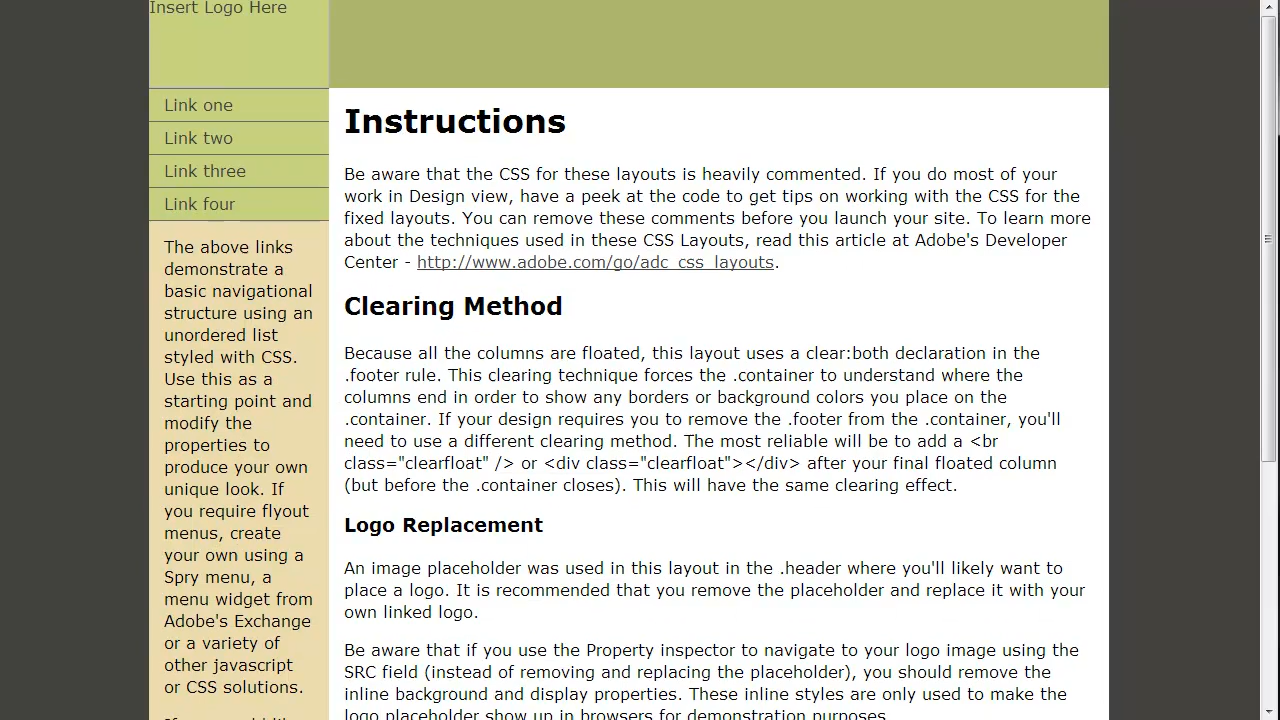 Insert Logo Here
Link one
Link two
Link three
Link four
The above links
demonstrate a
basic navigational
structure using an
unordered list
styled with CSS.
Use this as a
starting point and
modify the
properties to
produce your own
unique look. If
you require flyout
menus, create
your own using a
Spry menu, a
menu widget from
Adobe's Exchange
or a variety of
other javascript
or CSS solutions.
Instructions
Be aware that the CSS for these layouts is heavily commented. If you do most of your
work in Design view, have a peek at the code to get tips on working with the CSS for the
fixed layouts. You can remove these comments before you launch your site. To learn more
about the techniques used in these CSS Layouts, read this article at Adobe's Developer
Center - http://www.adobe.com/go/adc_css_layouts.
Clearing Method
Because all the columns are floated, this layout uses a clear:both declaration in the
.footer rule. This clearing technique forces the .container to understand where the
columns end in order to show any borders or background colors you place on the
.container. If your design requires you to remove the .footer from the .container, you'll
need to use a different clearing method. The most reliable will be to add a <br
class="clearfloat" /> or <div class="clearfloat"></div> after your final floated column
(but before the .container closes). This will have the same clearing effect.
Logo Replacement
An image placeholder was used in this layout in the .header where you'll likely want to
place a logo. It is recommended that you remove the placeholder and replace it with your
own linked logo.
Be aware that if you use the Property inspector to navigate to your logo image using the
SRC field (instead of removing and replacing the placeholder), you should remove the
inline background and display properties. These inline styles are only used to make the
logo placeholder show up in browsers for demonstration purposes.